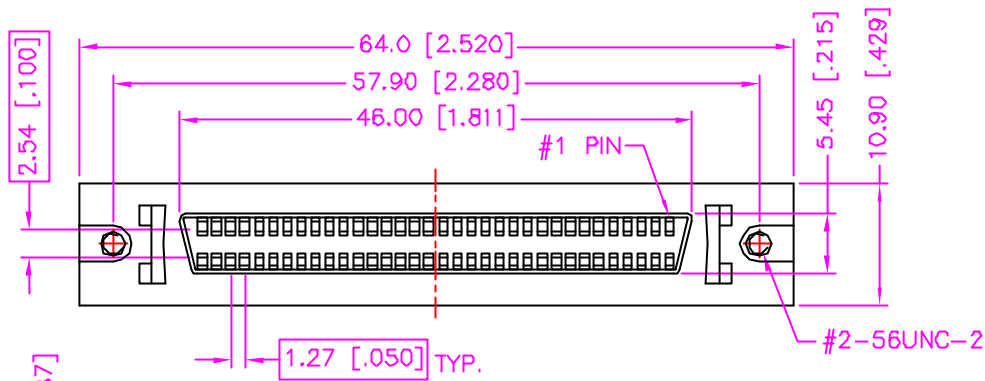 64.0 [2.520]
57.90 [2.280]
46.00 [1.811]
#1 PIN
2.54 [.100]
5.45 [.215]
10.90 [.429]
1.27 [.050] TYP.
#2-56UNC-2
7]